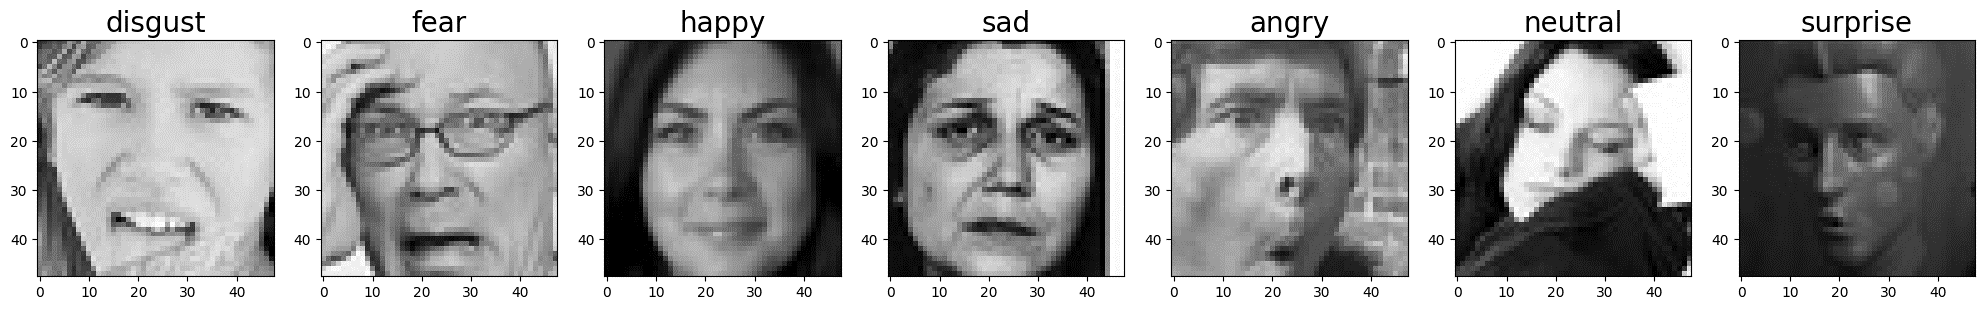 disgust fear happy sad angry neutral surprise
0 0 0 0 0 0 0
10 10 10 10 10 10 10
20 20 20 20 20 20 20
30 30 30 30 30 30 30
40 40 40 40 40 40 40
0 10 20 30 40 0 10 20 30 40 0 10 20 30 40 0 10 20 30 40 0 10 20 30 40 0 10 20 30 40 0 10 20 30 40